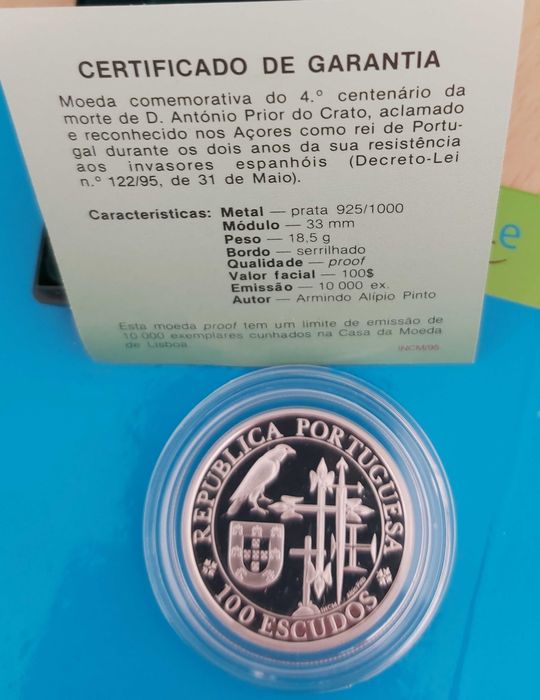 CERTIFICADO DE GARANTIA
Moeda comemorativa do 4.º centenário da
morte de D. António Prior do Crato, aclamado
e reconhecido nos Açores como rei de Portu-
gal durante os dois anos da sua resistência
aos invasores espanhóis (Decreto-Lei
n.º 122/95, de 31 de Maio).
Características: Metal — prata 925/1000
Módulo — 33 mm
Peso — 18,5 g
Bordo — serrilhado
Qualidade — proof
Valor facial — 100$
Emissão — 10 000 ex.
Autor — Armindo Alípio Pinto
Esta moeda proof tem um limite de emissão de
10 000 exemplares cunhados na Casa da Moeda
de Lisboa
INCM/95
e
REPUBLICA PORTUGUESA
INCM
100 ESCUDOS